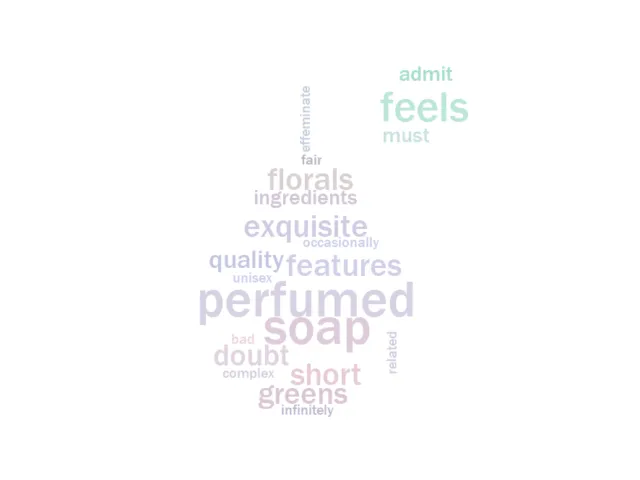 admit
feels
must
effeminate
fair
florals
ingredients
exquisite
occasionally
quality features
unisex
perfumed
soap
bad
related
doubt
complex
short
greens
infinitely